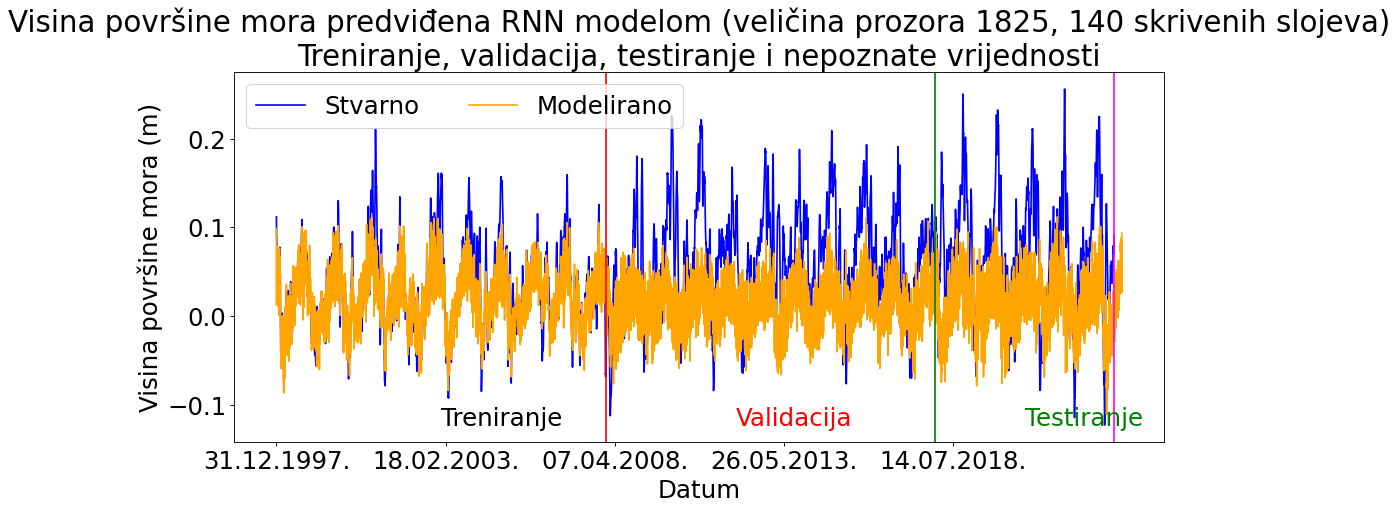 Visina površine mora predviđena RNN modelom (veličina prozora 1825, 140 skrivenih slojeva)
Treniranje, validacija, testiranje i nepoznate vrijednosti
Stvarno Modelirano
Visina površine mora (m)
0.2
0.1
0.0
−0.1
Treniranje Validacija Testiranje
31.12.1997. 18.02.2003. 07.04.2008. 26.05.2013. 14.07.2018.
Datum